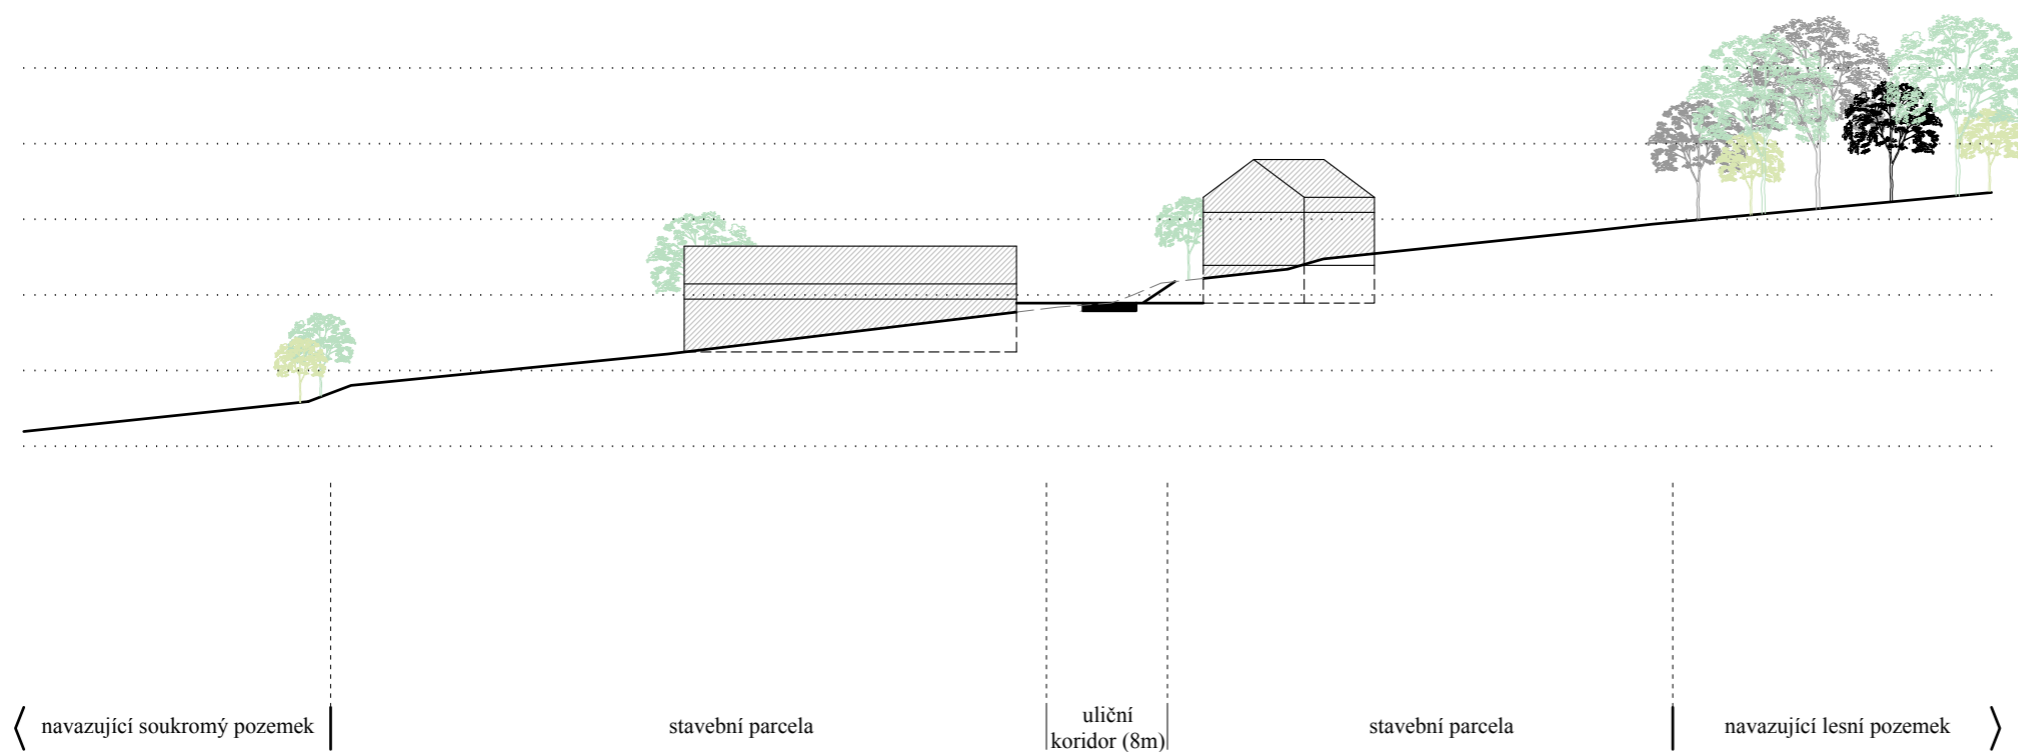 navazující soukromý pozemek
stavební parcela
uliční
koridor (8m)
stavební parcela
navazující lesní pozemek